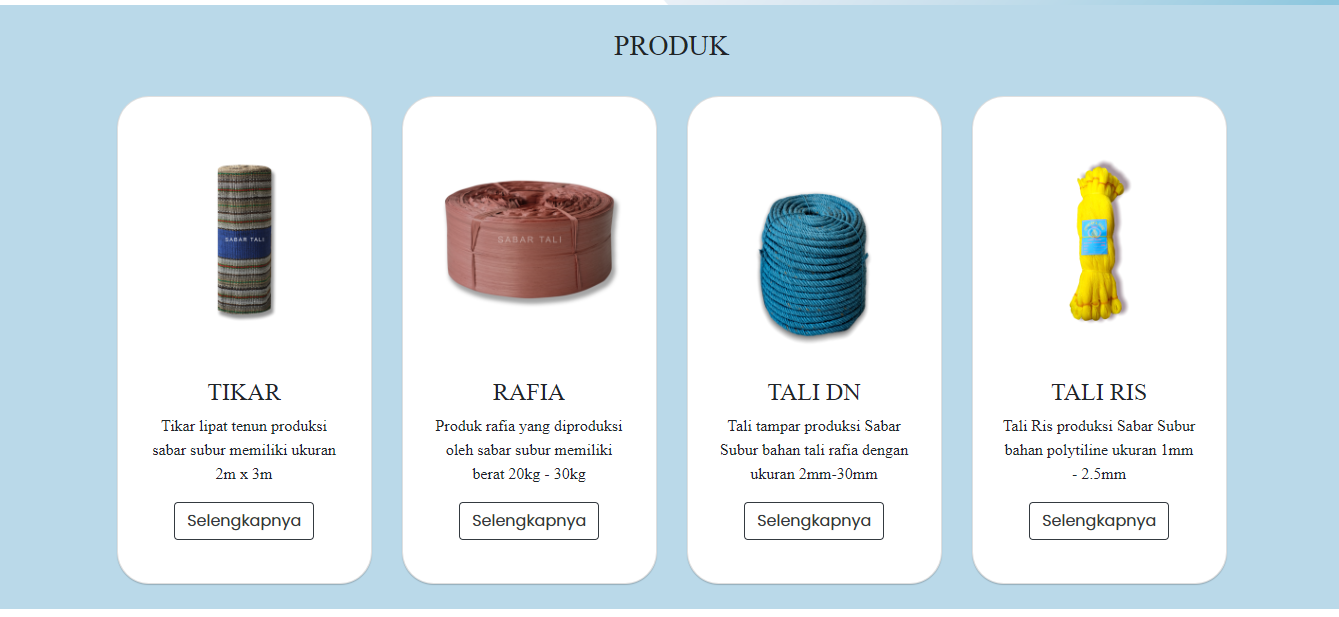 PRODUK
SABAR TALI
TIKAR
Tikar lipat tenun produksi
sabar subur memiliki ukuran
2m x 3m
Selengkapnya
SABAR TALI
RAFIA
Produk rafia yang diproduksi
oleh sabar subur memiliki
berat 20kg - 30kg
Selengkapnya
TALI DN
Tali tampar produksi Sabar
Subur bahan tali rafia dengan
ukuran 2mm-30mm
Selengkapnya
TALI RIS
Tali Ris produksi Sabar Subur
bahan polytiline ukuran 1mm
- 2.5mm
Selengkapnya